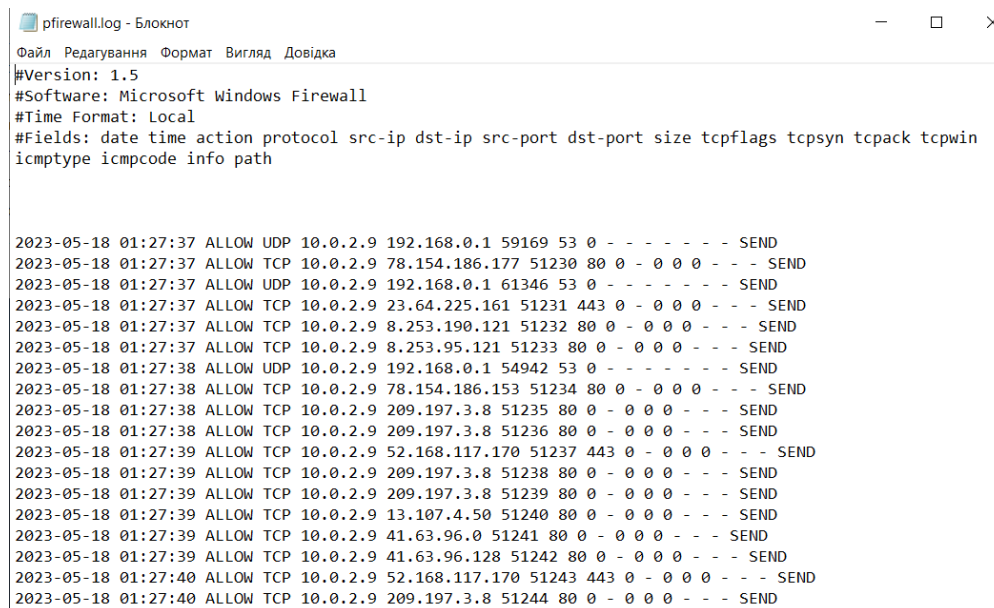 pfirewall.log - Блокнот
Файл Редагування Формат Вигляд Довідка
#Version: 1.5
#Software: Microsoft Windows Firewall
#Time Format: Local
#Fields: date time action protocol src-ip dst-ip src-port dst-port size tcpflags tcpsyn tcpack tcpwin
icmptype icmpcode info path
2023-05-18 01:27:37 ALLOW UDP 10.0.2.9 192.168.0.1 59169 53 0 - - - - - - - SEND
2023-05-18 01:27:37 ALLOW TCP 10.0.2.9 78.154.186.177 51230 80 0 - 0 0 0 - - - SEND
2023-05-18 01:27:37 ALLOW UDP 10.0.2.9 192.168.0.1 61346 53 0 - - - - - - - SEND
2023-05-18 01:27:37 ALLOW TCP 10.0.2.9 23.64.225.161 51231 443 0 - 0 0 0 - - - SEND
2023-05-18 01:27:37 ALLOW TCP 10.0.2.9 8.253.190.121 51232 80 0 - 0 0 0 - - - SEND
2023-05-18 01:27:37 ALLOW TCP 10.0.2.9 8.253.95.121 51233 80 0 - 0 0 0 - - - SEND
2023-05-18 01:27:38 ALLOW UDP 10.0.2.9 192.168.0.1 54942 53 0 - - - - - - - SEND
2023-05-18 01:27:38 ALLOW TCP 10.0.2.9 78.154.186.153 51234 80 0 - 0 0 0 - - - SEND
2023-05-18 01:27:38 ALLOW TCP 10.0.2.9 209.197.3.8 51235 80 0 - 0 0 0 - - - SEND
2023-05-18 01:27:38 ALLOW TCP 10.0.2.9 209.197.3.8 51236 80 0 - 0 0 0 - - - SEND
2023-05-18 01:27:39 ALLOW TCP 10.0.2.9 52.168.117.170 51237 443 0 - 0 0 0 - - - SEND
2023-05-18 01:27:39 ALLOW TCP 10.0.2.9 209.197.3.8 51238 80 0 - 0 0 0 - - - SEND
2023-05-18 01:27:39 ALLOW TCP 10.0.2.9 209.197.3.8 51239 80 0 - 0 0 0 - - - SEND
2023-05-18 01:27:39 ALLOW TCP 10.0.2.9 13.107.4.50 51240 80 0 - 0 0 0 - - - SEND
2023-05-18 01:27:39 ALLOW TCP 10.0.2.9 41.63.96.0 51241 80 0 - 0 0 0 - - - SEND
2023-05-18 01:27:39 ALLOW TCP 10.0.2.9 41.63.96.128 51242 80 0 - 0 0 0 - - - SEND
2023-05-18 01:27:40 ALLOW TCP 10.0.2.9 52.168.117.170 51243 443 0 - 0 0 0 - - - SEND
2023-05-18 01:27:40 ALLOW TCP 10.0.2.9 209.197.3.8 51244 80 0 - 0 0 0 - - - SEND